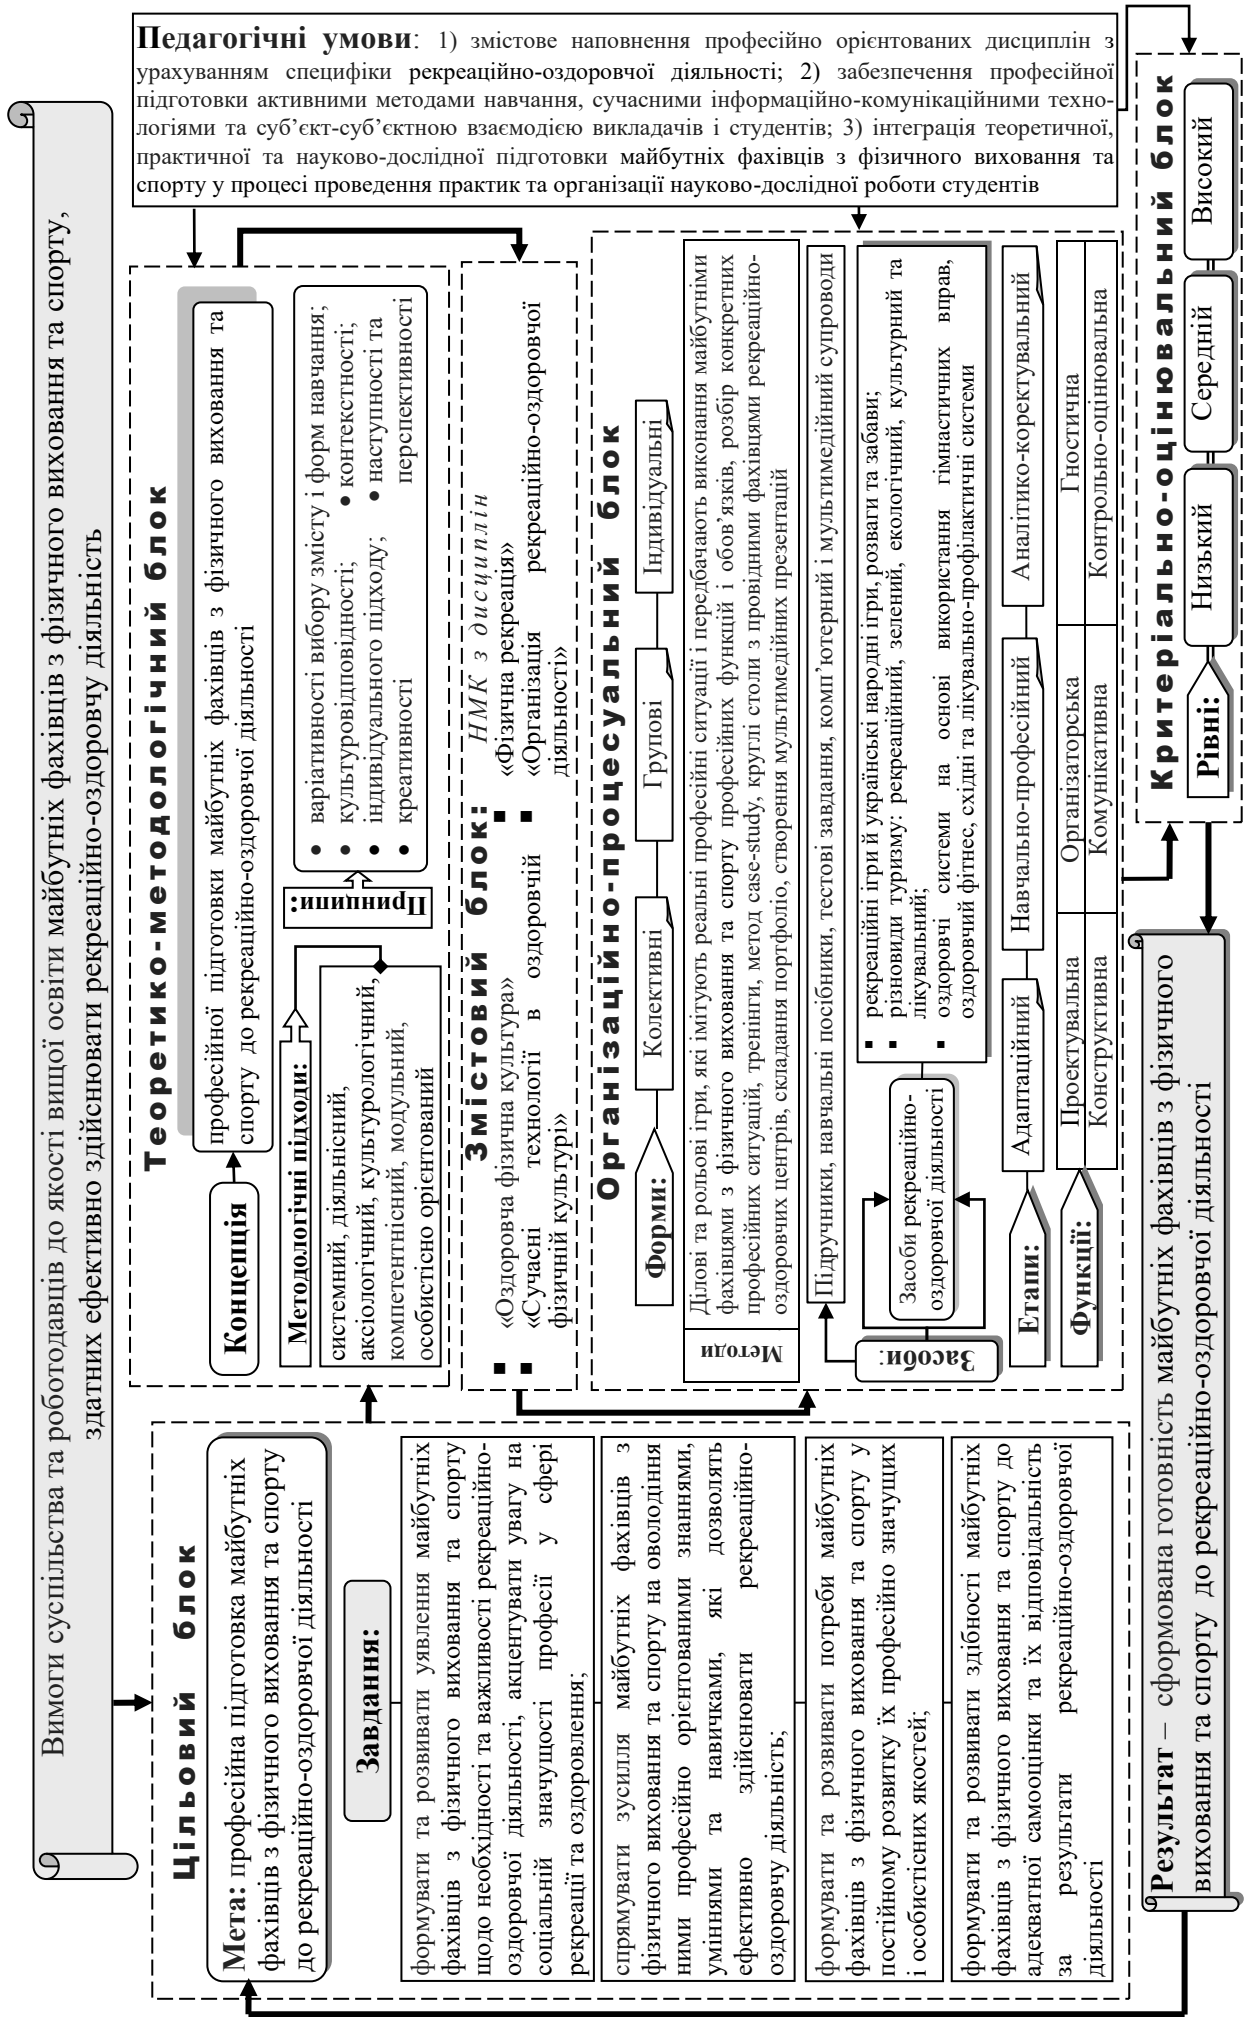 Вимоги суспільства та роботодавців до якості вищої освіти майбутніх фахівців з фізичного виховання та спорту,
здатних ефективно здійснювати рекреаційно-оздоровчу діяльність
Цільовий блок
Мета: професійна підготовка майбутніх
фахівців з фізичного виховання та спорту
до рекреаційно-оздоровчої діяльності
Завдання:
формувати та розвивати уявлення майбутніх
фахівців з фізичного виховання та спорту
щодо необхідності та важливості рекреаційно-
оздоровчої діяльності, акцентувати увагу на
соціальній значущості професії у сфері
рекреації та оздоровлення;
спрямувати зусилля майбутніх фахівців з
фізичного виховання та спорту на оволодіння
ними професійно орієнтованими знаннями,
уміннями та навичками, які дозволять
ефективно здійснювати рекреаційно-
оздоровчу діяльність;
формувати та розвивати потреби майбутніх
фахівців з фізичного виховання та спорту у
постійному розвитку їх професійно значущих
і особистісних якостей;
формувати та розвивати здібності майбутніх
фахівців з фізичного виховання та спорту до
адекватної самооцінки та їх відповідальність
за результати рекреаційно-оздоровчої
діяльності
Теоретико-методологічний блок
Концепція
професійної підготовки майбутніх фахівців з фізичного виховання та
спорту до рекреаційно-оздоровчої діяльності
Методологічні підходи:
системний, діяльнісний,
аксіологічний, культурологічний,
компетентнісний, модульний,
особистісно орієнтований
Принципи:
• варіативності вибору змісту і форм навчання;
• культуровідповідності; • контекстності;
• індивідуального підходу; • наступності та
• креативності перспективності
Змістовий блок: НМК з дисциплін
▪ «Оздоровча фізична культура» ▪ «Фізична рекреація»
▪ «Сучасні технології в оздоровчій ▪ «Організація рекреаційно-оздоровчої
фізичній культурі» діяльності»
Організаційно-процесуальний блок
Форми: Колективні Групові Індивідуальні
Методи
Ділові та рольові ігри, які імітують реальні професійні ситуації і передбачають виконання майбутніми
фахівцями з фізичного виховання та спорту професійних функцій і обов’язків, розбір конкретних
професійних ситуацій, тренінги, метод case-study, круглі столи з провідними фахівцями рекреаційно-
оздоровчих центрів, складання портфоліо, створення мультимедійних презентацій
Засоби:
Підручники, навчальні посібники, тестові завдання, комп’ютерний і мультимедійний супроводи
Засоби рекреаційно-
оздоровчої діяльності
▪ рекреаційні ігри й українські народні ігри, розваги та забави;
▪ різновиди туризму: рекреаційний, зелений, екологічний, культурний та
лікувальний;
▪ оздоровчі системи на основі використання гімнастичних вправ,
оздоровчий фітнес, східні та лікувально-профілактичні системи
Етапи: Адаптаційний Навчально-професійний Аналітико-коректувальний
Функції: Проектувальна Організаторська Гностична
Конструктивна Комунікативна Контрольно-оцінювальна
Педагогічні умови: 1) змістове наповнення професійно орієнтованих дисциплін з
урахуванням специфіки рекреаційно-оздоровчої діяльності; 2) забезпечення професійної
підготовки активними методами навчання, сучасними інформаційно-комунікаційними техно-
логіями та суб’єкт-суб’єктною взаємодією викладачів і студентів; 3) інтеграція теоретичної,
практичної та науково-дослідної підготовки майбутніх фахівців з фізичного виховання та
спорту у процесі проведення практик та організації науково-дослідної роботи студентів
Критеріально-оцінювальний блок
Рівні: Низький Середній Високий
Результат – сформована готовність майбутніх фахівців з фізичного
виховання та спорту до рекреаційно-оздоровчої діяльності